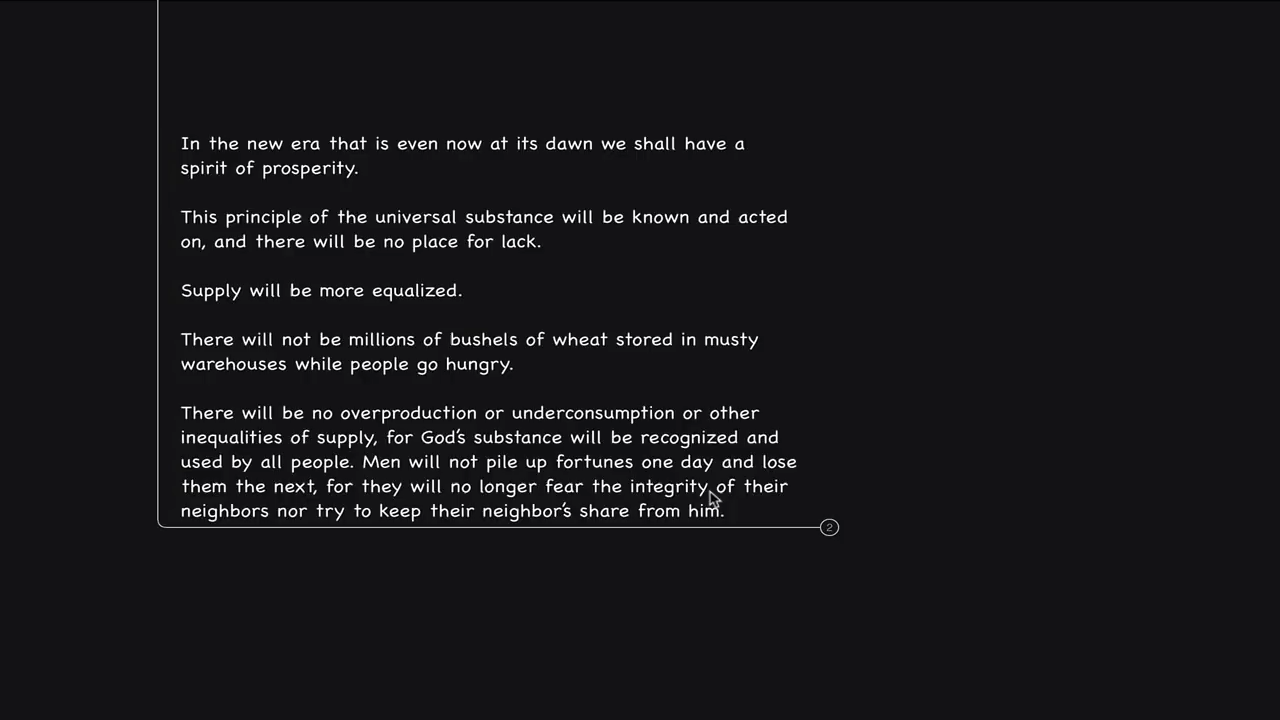 In the new era that is even now at its dawn we shall have a
spirit of prosperity.
This principle of the universal substance will be known and acted
on, and there will be no place for lack.
Supply will be more equalized.
There will not be millions of bushels of wheat stored in musty
warehouses while people go hungry.
There will be no overproduction or underconsumption or other
inequalities of supply, for God's substance will be recognized and
used by all people. Men will not pile up fortunes one day and lose
them the next, for they will no longer fear the integrity of their
neighbors nor try to keep their neighbor's share from him.
2